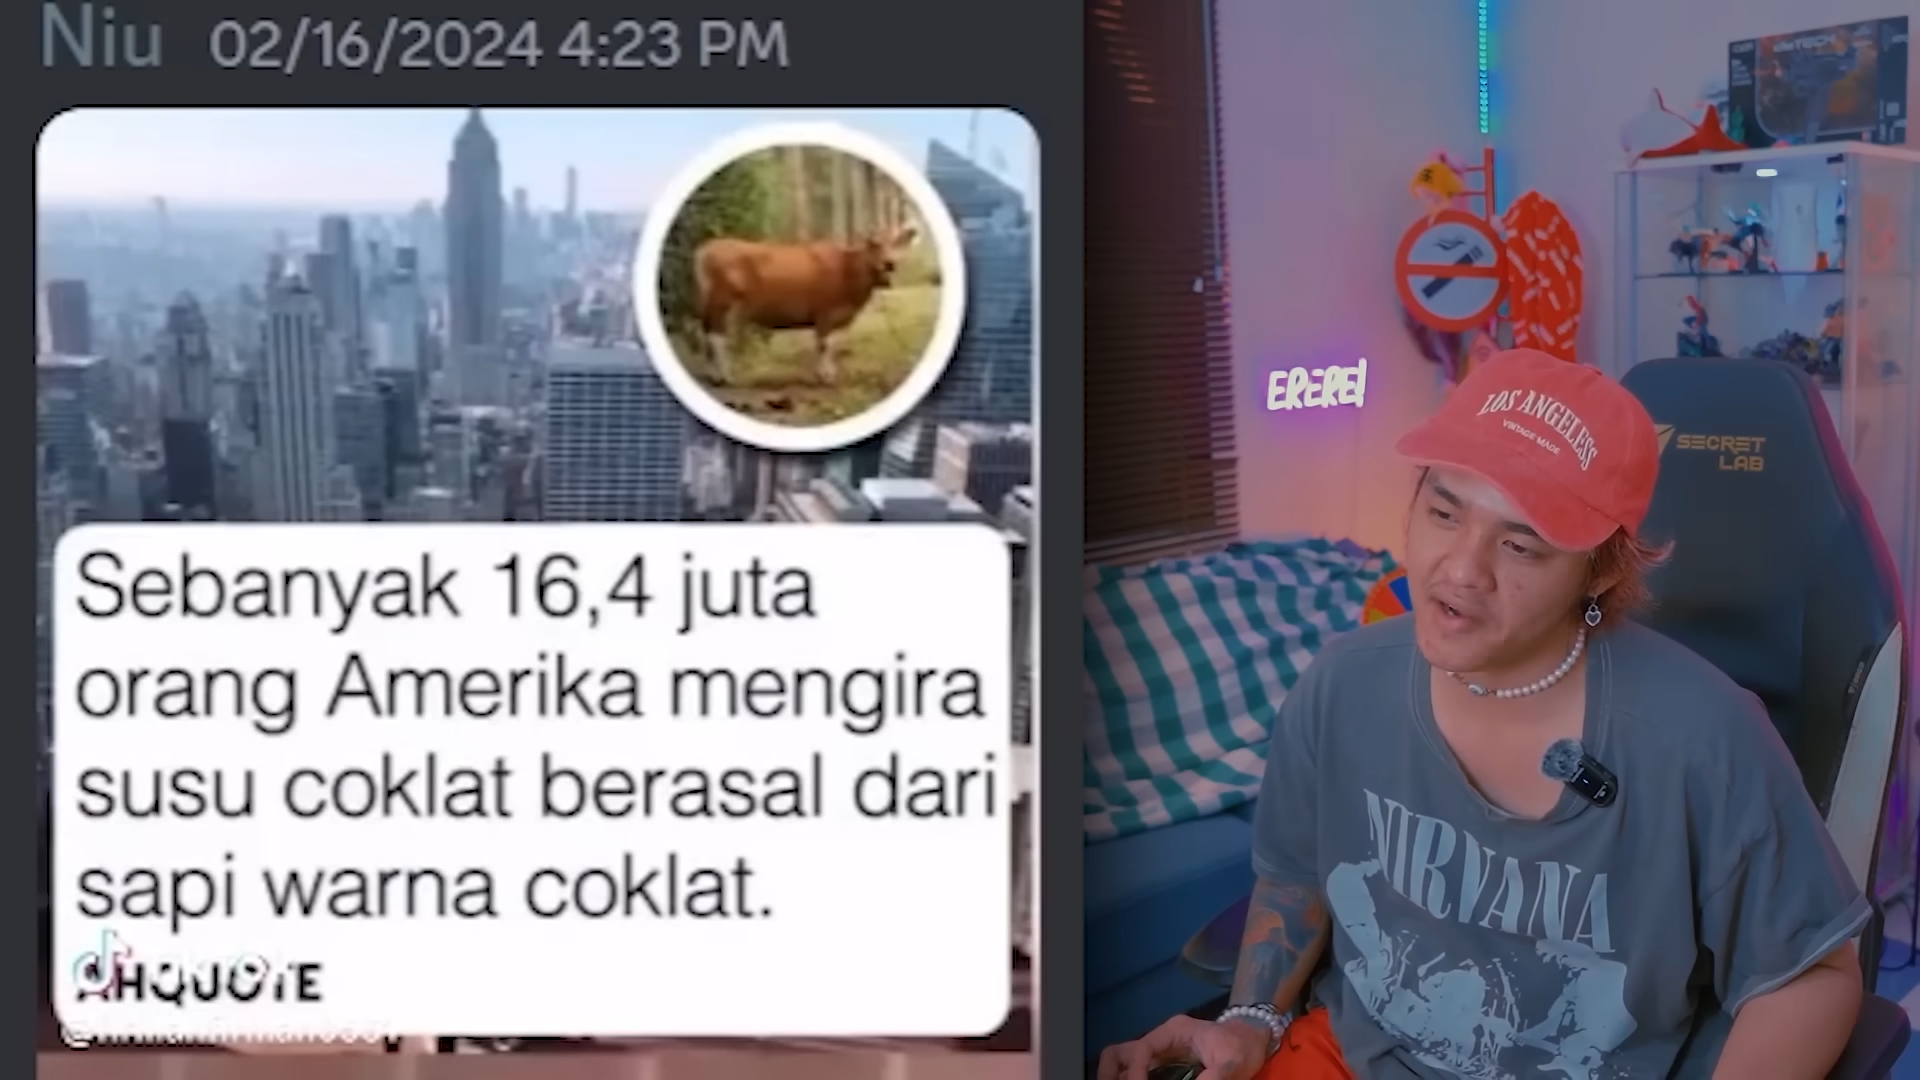 Niu 02/16/2024 4:23 PM
Sebanyak 16,4 juta
orang Amerika mengira
susu coklat berasal dari
sapi warna coklat.
AHQUOTE
ERERE!
LOS ANGELESS
VINTAGE MADE
SECRET
LAB
NIRVANA